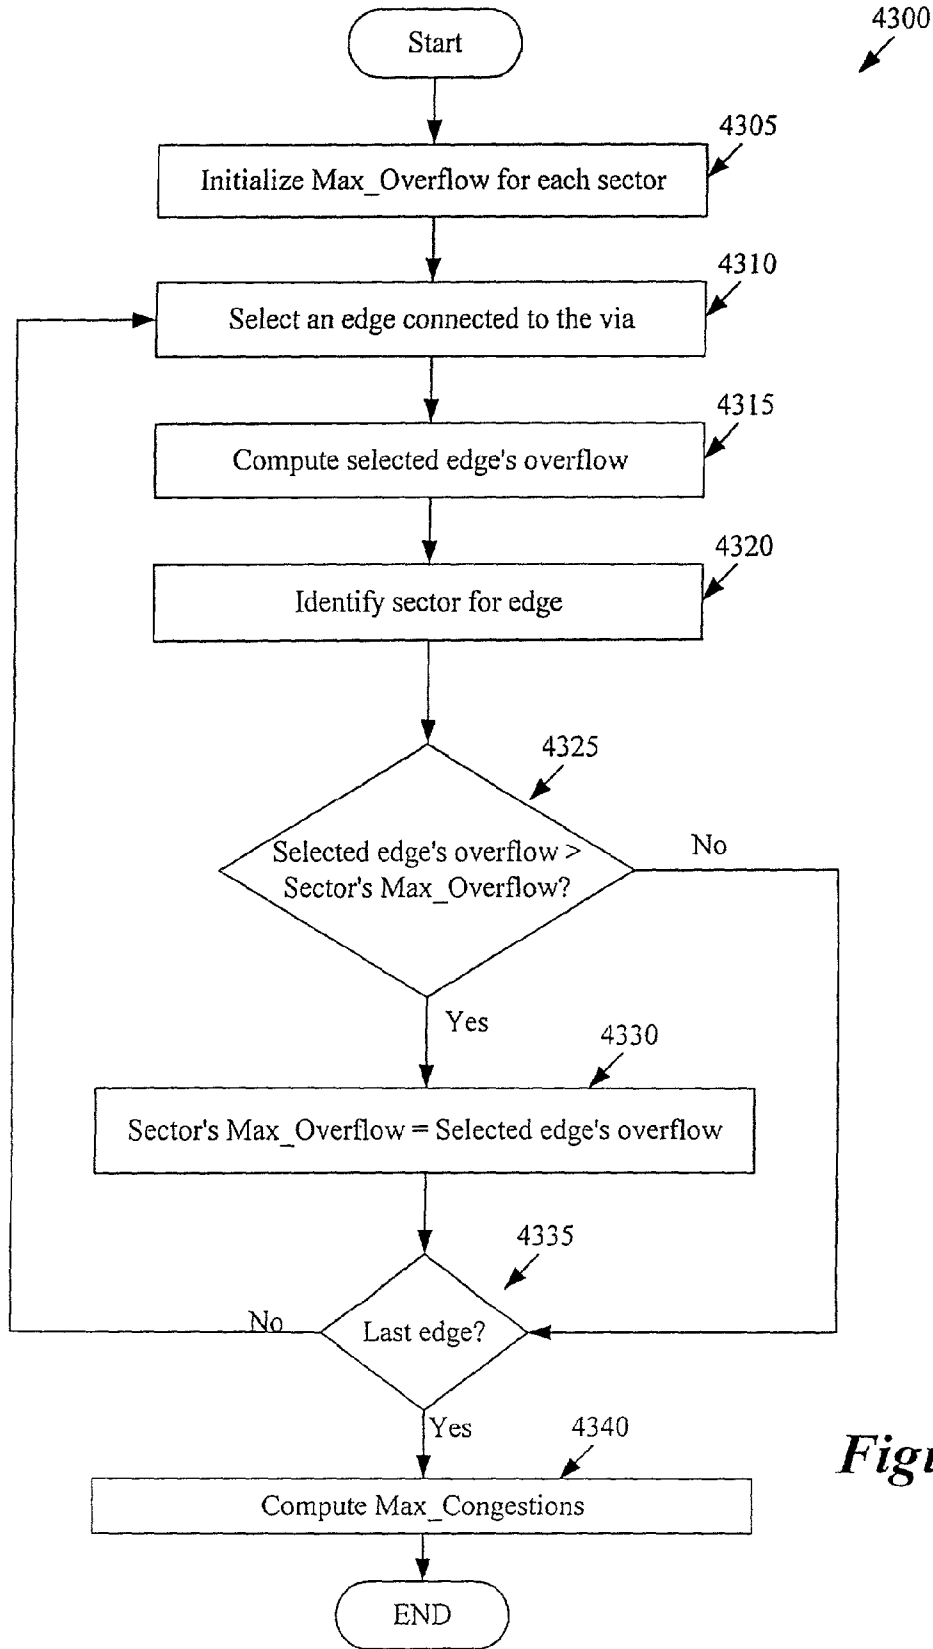 4300
Start
4305
Initialize Max_Overflow for each sector
4310
Select an edge connected to the via
4315
Compute selected edge's overflow
4320
Identify sector for edge
4325
Selected edge's overflow >
Sector's Max_Overflow?
No
Yes
4330
Sector's Max_Overflow = Selected edge's overflow
4335
Last edge?
No
Yes
4340
Compute Max_Congestions
END